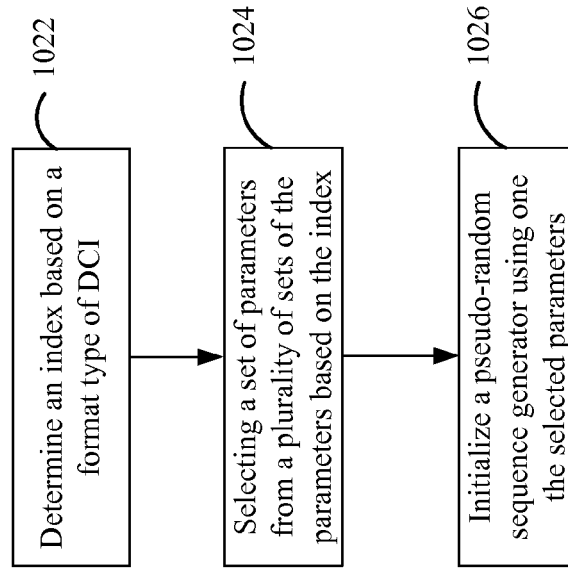 1022
Determine an index based on a
format type of DCI
1024
Selecting a set of parameters
from a plurality of sets of the
parameters based on the index
1026
Initialize a pseudo-random
sequence generator using one
the selected parameters